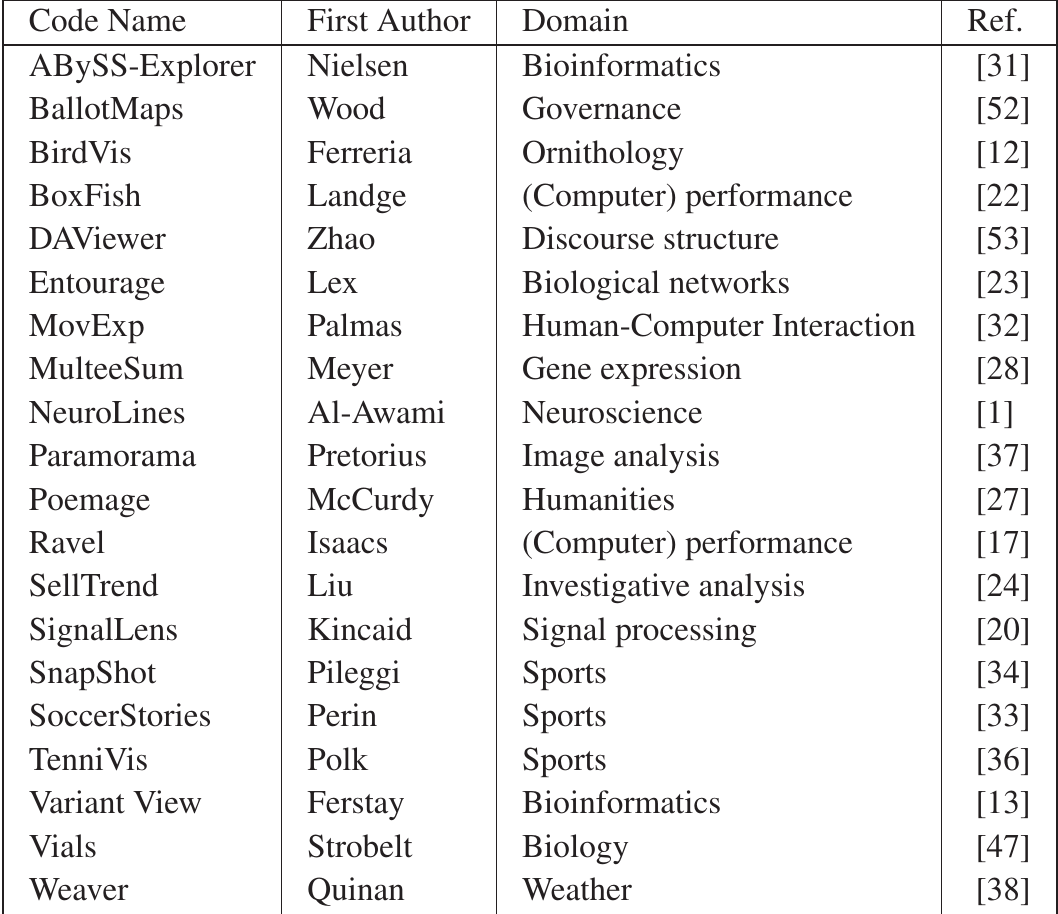 Code Name First Author Domain Ref.
ABySS-Explorer Nielsen Bioinformatics [31]
BallotMaps Wood Governance [52]
BirdVis Ferreria Ornithology [12]
BoxFish Landge (Computer) performance [22]
DAViewer Zhao Discourse structure [53]
Entourage Lex Biological networks [23]
MovExp Palmas Human-Computer Interaction [32]
MulteeSum Meyer Gene expression [28]
NeuroLines Al-Awami Neuroscience [1]
Paramorama Pretorius Image analysis [37]
Poemage McCurdy Humanities [27]
Ravel Isaacs (Computer) performance [17]
SellTrend Liu Investigative analysis [24]
SignalLens Kincaid Signal processing [20]
SnapShot Pileggi Sports [34]
SoccerStories Perin Sports [33]
TenniVis Polk Sports [36]
Variant View Ferstay Bioinformatics [13]
Vials Strobelt Biology [47]
Weaver Quinan Weather [38]